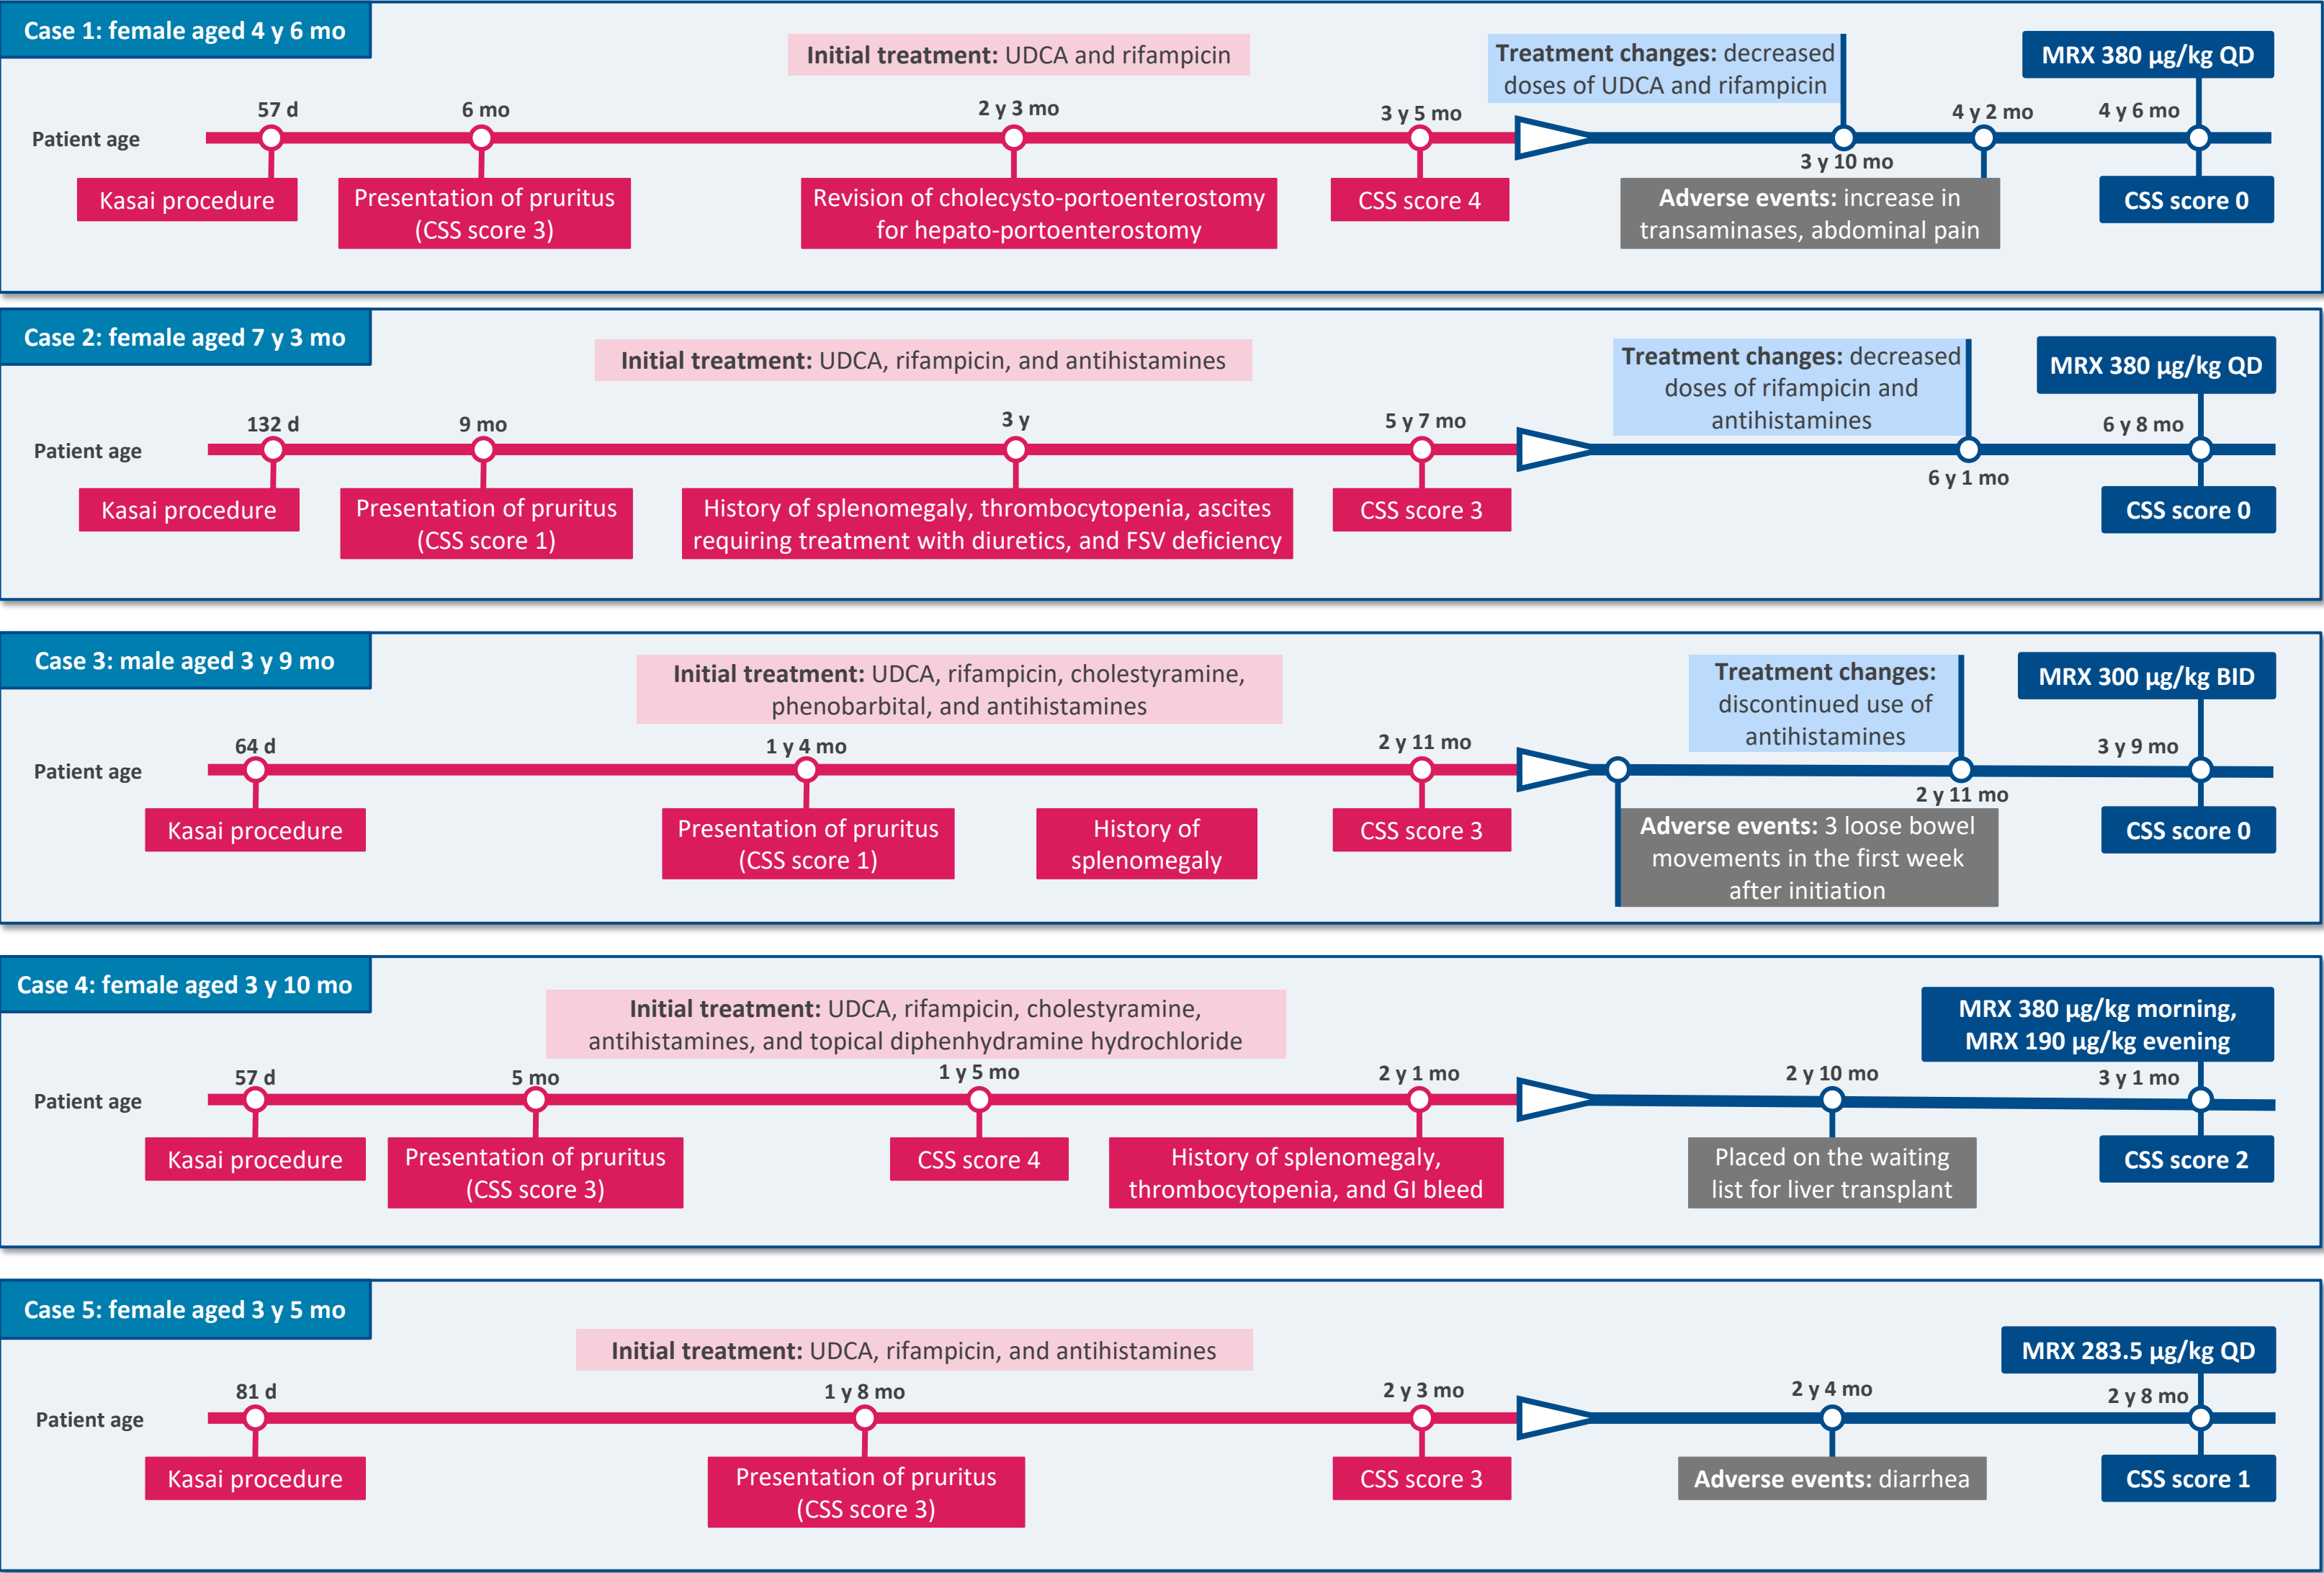 Case 1: female aged 4 y 6 mo
Initial treatment: UDCA and rifampicin
Treatment changes: decreased
doses of UDCA and rifampicin
MRX 380 µg/kg QD
Patient age
57 d
6 mo
2 y 3 mo
3 y 5 mo
3 y 10 mo
4 y 2 mo
4 y 6 mo
Kasai procedure
Presentation of pruritus
(CSS score 3)
Revision of cholecysto-portoenterostomy
for hepato-portoenterostomy
CSS score 4
Adverse events: increase in
transaminases, abdominal pain
CSS score 0
Case 2: female aged 7 y 3 mo
Initial treatment: UDCA, rifampicin, and antihistamines
Treatment changes: decreased
doses of rifampicin and
antihistamines
MRX 380 µg/kg QD
Patient age
132 d
9 mo
3 y
5 y 7 mo
6 y 1 mo
6 y 8 mo
Kasai procedure
Presentation of pruritus
(CSS score 1)
History of splenomegaly, thrombocytopenia, ascites
requiring treatment with diuretics, and FSV deficiency
CSS score 3
CSS score 0
Case 3: male aged 3 y 9 mo
Initial treatment: UDCA, rifampicin, cholestyramine,
phenobarbital, and antihistamines
Treatment changes:
discontinued use of
antihistamines
MRX 300 µg/kg BID
Patient age
64 d
1 y 4 mo
2 y 11 mo
2 y 11 mo
3 y 9 mo
Kasai procedure
Presentation of pruritus
(CSS score 1)
History of
splenomegaly
CSS score 3
Adverse events: 3 loose bowel
movements in the first week
after initiation
CSS score 0
Case 4: female aged 3 y 10 mo
Initial treatment: UDCA, rifampicin, cholestyramine,
antihistamines, and topical diphenhydramine hydrochloride
MRX 380 µg/kg morning,
MRX 190 µg/kg evening
Patient age
57 d
5 mo
1 y 5 mo
2 y 1 mo
2 y 10 mo
3 y 1 mo
Kasai procedure
Presentation of pruritus
(CSS score 3)
CSS score 4
History of splenomegaly,
thrombocytopenia, and GI bleed
Placed on the waiting
list for liver transplant
CSS score 2
Case 5: female aged 3 y 5 mo
Initial treatment: UDCA, rifampicin, and antihistamines
MRX 283.5 µg/kg QD
Patient age
81 d
1 y 8 mo
2 y 3 mo
2 y 4 mo
2 y 8 mo
Kasai procedure
Presentation of pruritus
(CSS score 3)
CSS score 3
Adverse events: diarrhea
CSS score 1